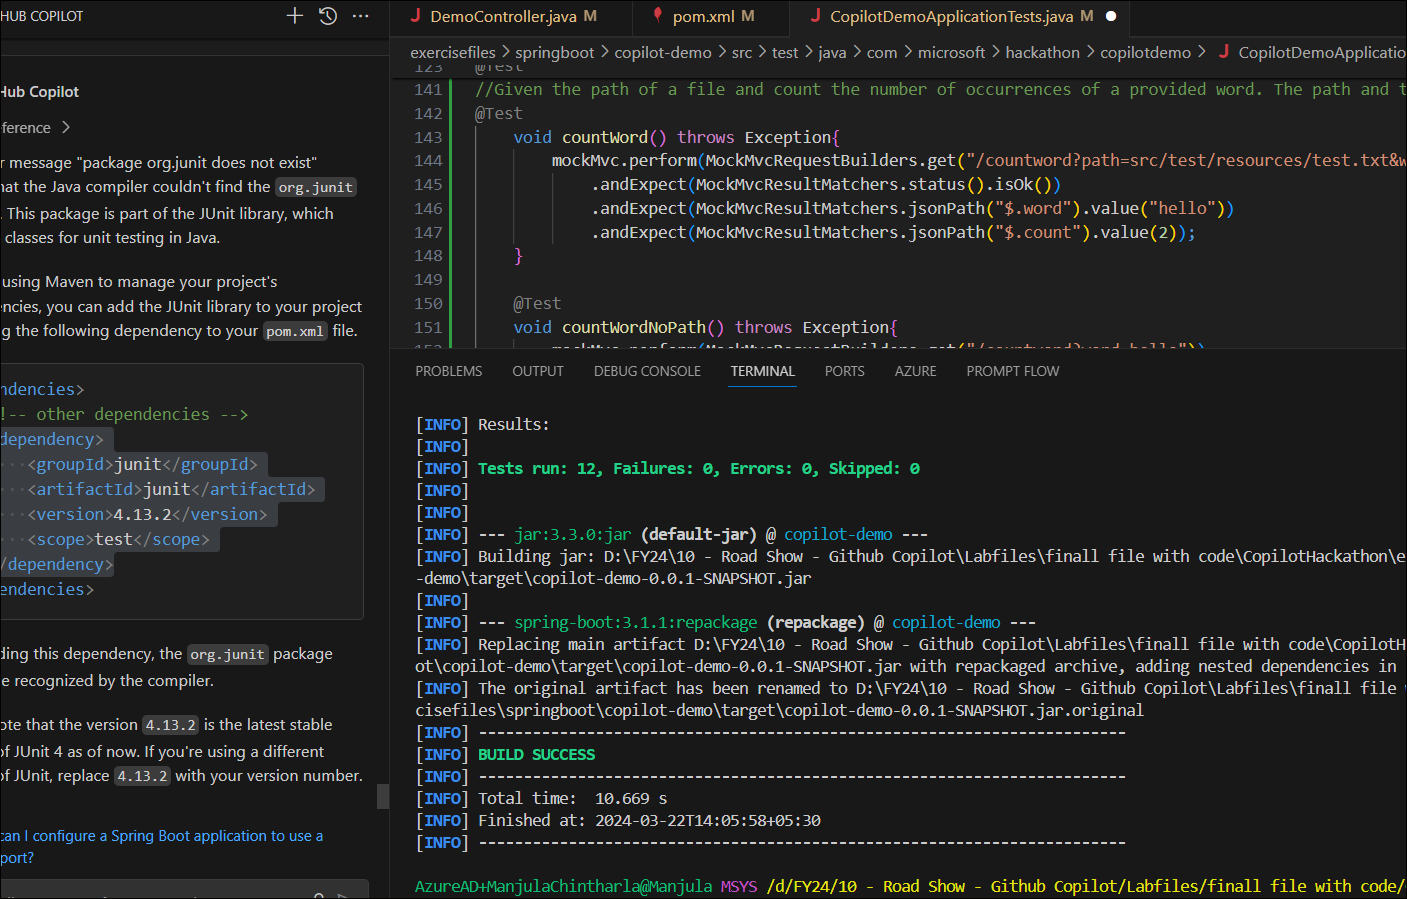 HUB COPILOT
Hub Copilot
ference
r message "package org.junit does not exist"
hat the Java compiler couldn't find the org.junit
. This package is part of the JUnit library, which
classes for unit testing in Java.
using Maven to manage your project's
encies, you can add the JUnit library to your project
g the following dependency to your pom.xml file.
ndencies>
!-- other dependencies -->
dependency>
<groupId>junit</groupId>
<artifactId>junit</artifactId>
<version>4.13.2</version>
<scope>test</scope>
/dependency>
endencies>
ding this dependency, the org.junit package
e recognized by the compiler.
ote that the version 4.13.2 is the latest stable
of JUnit 4 as of now. If you're using a different
of JUnit, replace 4.13.2 with your version number.
can I configure a Spring Boot application to use a
port?
DemoController.java M
pom.xml M
CopilotDemoApplicationTests.java M
exercisefiles > springboot > copilot-demo > src > test > java > com > microsoft > hackathon > copilotdemo > CopilotDemoApplicatio
123 @Test
141 //Given the path of a file and count the number of occurrences of a provided word. The path and t
142 @Test
143 void countWord() throws Exception{
144 mockMvc.perform(MockMvcRequestBuilders.get("/countword?path=src/test/resources/test.txt&w
145 .andExpect(MockMvcResultMatchers.status().isOk())
146 .andExpect(MockMvcResultMatchers.jsonPath("$.word").value("hello"))
147 .andExpect(MockMvcResultMatchers.jsonPath("$.count").value(2));
148 }
149
150 @Test
151 void countWordNoPath() throws Exception{
PROBLEMS OUTPUT DEBUG CONSOLE TERMINAL PORTS AZURE PROMPT FLOW
[INFO] Results:
[INFO]
[INFO] Tests run: 12, Failures: 0, Errors: 0, Skipped: 0
[INFO]
[INFO]
[INFO] --- jar:3.3.0:jar (default-jar) @ copilot-demo ---
[INFO] Building jar: D:\FY24\10 - Road Show - Github Copilot\Labfiles\finall file with code\CopilotHackathon\e
-demo\target\copilot-demo-0.0.1-SNAPSHOT.jar
[INFO]
[INFO] --- spring-boot:3.1.1:repackage (repackage) @ copilot-demo ---
[INFO] Replacing main artifact D:\FY24\10 - Road Show - Github Copilot\Labfiles\finall file with code\CopilotH
ot\copilot-demo\target\copilot-demo-0.0.1-SNAPSHOT.jar with repackaged archive, adding nested dependencies in
[INFO] The original artifact has been renamed to D:\FY24\10 - Road Show - Github Copilot\Labfiles\finall file
cisefiles\springboot\copilot-demo\target\copilot-demo-0.0.1-SNAPSHOT.jar.original
[INFO] ------------------------------------------------------------------------
[INFO] BUILD SUCCESS
[INFO] ------------------------------------------------------------------------
[INFO] Total time:  10.669 s
[INFO] Finished at: 2024-03-22T14:05:58+05:30
[INFO] ------------------------------------------------------------------------
AzureAD+ManjulaChintharla@Manjula MSYS /d/FY24/10 - Road Show - Github Copilot/Labfiles/finall file with code/